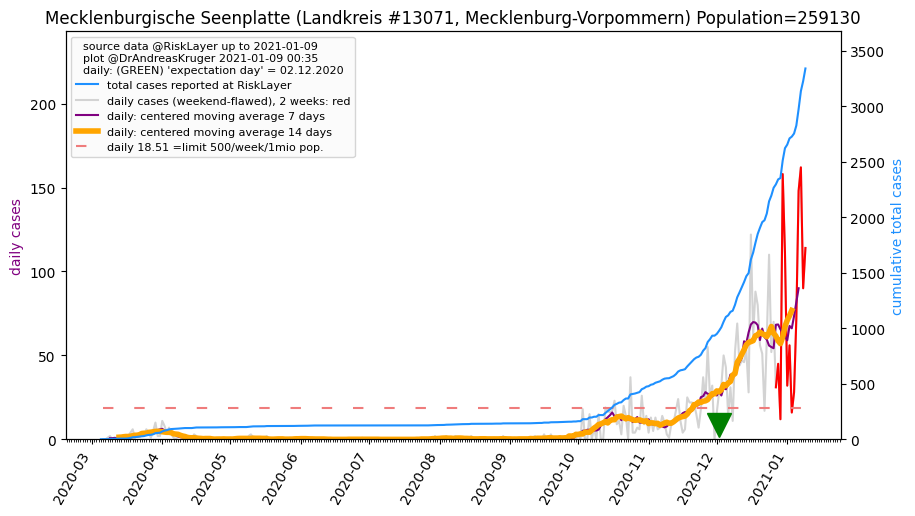 Mecklenburgische Seenplatte (Landkreis #13071, Mecklenburg-Vorpommern) Population=259130
source data @RiskLayer up to 2021-01-09
plot @DrAndreasKruger 2021-01-09 00:35
daily: (GREEN) 'expectation day' = 02.12.2020
total cases reported at RiskLayer
daily cases (weekend-flawed), 2 weeks: red
daily: centered moving average 7 days
daily: centered moving average 14 days
daily 18.51 =limit 500/week/1mio pop.
daily cases
200
150
100
50
0
cumulative total cases
3500
3000
2500
2000
1500
1000
500
0
2020-03
2020-04
2020-05
2020-06
2020-07
2020-08
2020-09
2020-10
2020-11
2020-12
2021-01